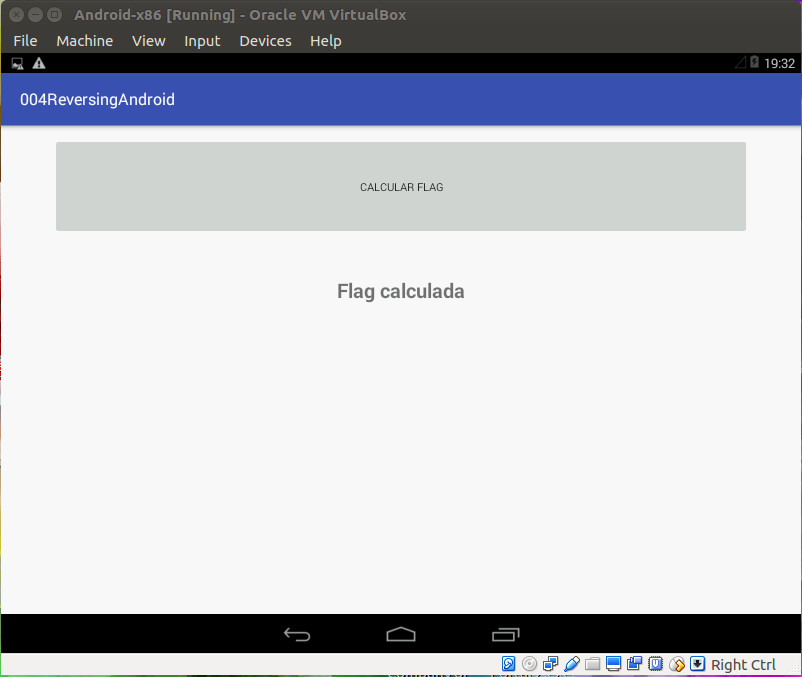 Android-x86 [Running] - Oracle VM VirtualBox
File Machine View Input Devices Help
19:32
004ReversingAndroid
CALCULAR FLAG
Flag calculada
Right Ctrl